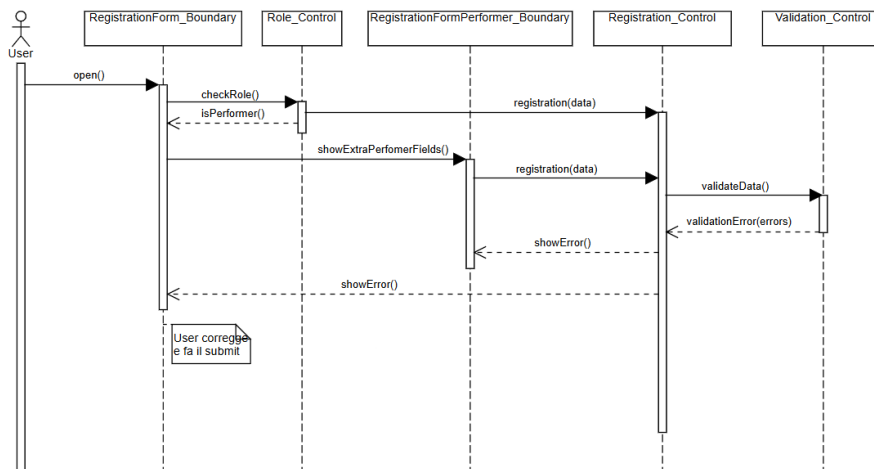 RegistrationForm_Boundary
Role_Control
RegistrationFormPerformer_Boundary
Registration_Control
Validation_Control
User
open()
checkRole()
registration(data)
isPerformer()
showExtraPerfomerFields()
registration(data)
validateData()
validationError(errors)
showError()
showError()
User corregge
e fa il submit